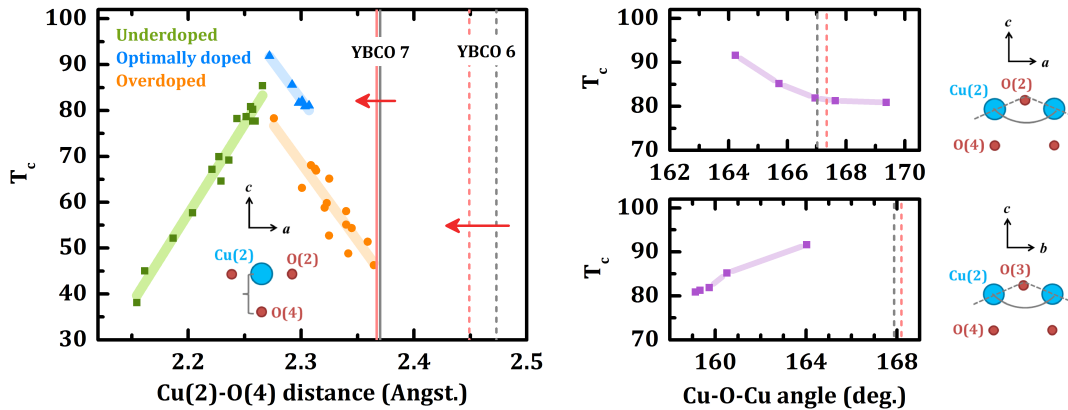 Underdoped
Optimally doped
Overdoped
YBCO 7
YBCO 6
T_c
100
90
80
70
60
50
40
30
2.2
2.3
2.4
2.5
Cu(2)-O(4) distance (Angst.)
c
a
Cu(2)
O(2)
O(4)
T_c
100
90
80
70
162
164
166
168
170
c
a
Cu(2)
O(2)
O(4)
T_c
100
90
80
70
160
164
168
Cu-O-Cu angle (deg.)
c
b
Cu(2)
O(3)
O(4)